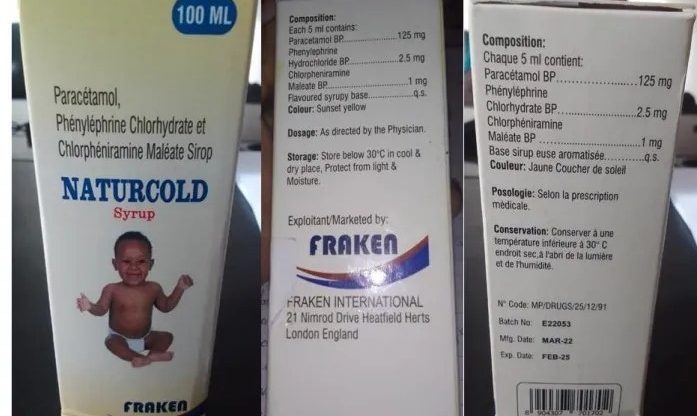 100 ML
Paracétamol,
Phényléphrine Chlorhydrate et
Chlorphéniramine Maléate Sirop
NATURCOLD
Syrup
FRAKEN
Composition:
Each 5 ml contains:
Paracetamol BP..................125 mg
Phenylephrine
Hydrochloride BP................2.5 mg
Chlorpheniramine
Maleate BP........................1 mg
Flavoured syrupy base............q.s.
Colour: Sunset yellow
Dosage: As directed by the Physician.
Storage: Store below 30°C in cool &
dry place, Protect from light &
Moisture.
Exploitant/Marketed by:
FRAKEN
FRAKEN INTERNATIONAL
21 Nimrod Drive Heatfield Herts
London England
Composition:
Chaque 5 ml contient:
Paracétamol BP.....................125 mg
Phényléphrine
Chlorhydrate BP....................2.5 mg
Chlorphéniramine
Maléate BP ...........................1 mg
Base sirup euse aromatisée.........q.s.
Couleur: Jaune Coucher de soleil
Posologie: Selon la prescription
médicale.
Conservation: Conserver à une
température inférieure à 30° C
endroit sec,à l'abri de la lumière
et de l'humidité.
N° Code: MP/DRUGS/25/12/91
Batch No: E22053
Mfg. Date: MAR-22
Exp. Date: FEB-25
8 904307 701702